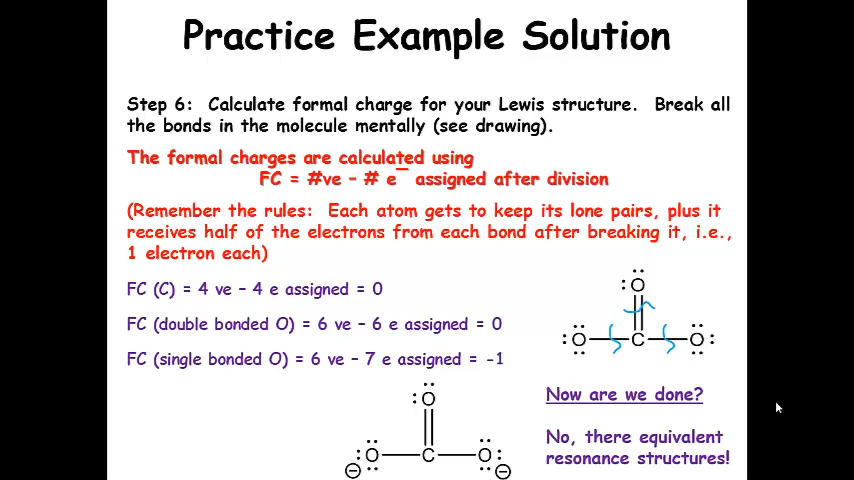 Practice Example Solution
Step 6: Calculate formal charge for your Lewis structure. Break all
the bonds in the molecule mentally (see drawing).
The formal charges are calculated using
FC = #ve – # e¯ assigned after division
(Remember the rules: Each atom gets to keep its lone pairs, plus it
receives half of the electrons from each bond after breaking it, i.e.,
1 electron each)
FC (C) = 4 ve – 4 e assigned = 0
FC (double bonded O) = 6 ve – 6 e assigned = 0
FC (single bonded O) = 6 ve – 7 e assigned = -1
O
O C O
Now are we done?
No, there equivalent
resonance structures!
O
O C O
⊖ ⊖